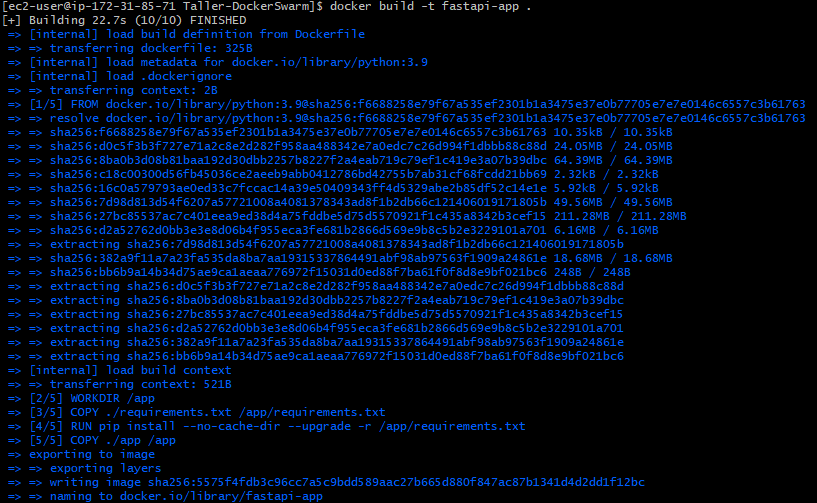 [ec2-user@ip-172-31-85-71 Taller-DockerSwarm]$ docker build -t fastapi-app .
[+] Building 22.7s (10/10) FINISHED
=> [internal] load build definition from Dockerfile
=> => transferring dockerfile: 325B
=> [internal] load metadata for docker.io/library/python:3.9
=> [internal] load .dockerignore
=> => transferring context: 2B
=> [1/5] FROM docker.io/library/python:3.9@sha256:f6688258e79f67a535ef2301b1a3475e37e0b77705e7e7e0146c6557c3b61763
=> => resolve docker.io/library/python:3.9@sha256:f6688258e79f67a535ef2301b1a3475e37e0b77705e7e7e0146c6557c3b61763
=> => sha256:f6688258e79f67a535ef2301b1a3475e37e0b77705e7e7e0146c6557c3b61763 10.35kB / 10.35kB
=> => sha256:d0c5f3b3f727e71a2c8e2d282f958aa488342e7a0edc7c26d994f1dbbb88c88d 24.05MB / 24.05MB
=> => sha256:8ba0b3d08b81baa192d30dbb2257b8227f2a4eab719c79ef1c419e3a07b39dbc 64.39MB / 64.39MB
=> => sha256:c18c00300d56fb45036ce2aeeb9abb0412786bd42755b7ab31cf68fcdd21bb69 2.32kB / 2.32kB
=> => sha256:16c0a579793ae0ed33c7fccac14a39e50409343ff4d5329abe2b85df52c14e1e 5.92kB / 5.92kB
=> => sha256:7d98d813d54f6207a57721008a4081378343ad8f1b2db66c121406019171805b 49.56MB / 49.56MB
=> => sha256:27bc85537ac7c401eea9ed38d4a75fddbe5d75d5570921f1c435a8342b3cef15 211.28MB / 211.28MB
=> => sha256:d2a52762d0bb3e3e8d06b4f955eca3fe681b2866d569e9b8c5b2e3229101a701 6.16MB / 6.16MB
=> => extracting sha256:7d98d813d54f6207a57721008a4081378343ad8f1b2db66c121406019171805b
=> => sha256:382a9f11a7a23fa535da8ba7aa19315337864491abf98ab97563f1909a24861e 18.68MB / 18.68MB
=> => sha256:bb6b9a14b34d75ae9ca1aeaa776972f15031d0ed88f7ba61f0f8d8e9bf021bc6 248B / 248B
=> => extracting sha256:d0c5f3b3f727e71a2c8e2d282f958aa488342e7a0edc7c26d994f1dbbb88c88d
=> => extracting sha256:8ba0b3d08b81baa192d30dbb2257b8227f2a4eab719c79ef1c419e3a07b39dbc
=> => extracting sha256:27bc85537ac7c401eea9ed38d4a75fddbe5d75d5570921f1c435a8342b3cef15
=> => extracting sha256:d2a52762d0bb3e3e8d06b4f955eca3fe681b2866d569e9b8c5b2e3229101a701
=> => extracting sha256:382a9f11a7a23fa535da8ba7aa19315337864491abf98ab97563f1909a24861e
=> => extracting sha256:bb6b9a14b34d75ae9ca1aeaa776972f15031d0ed88f7ba61f0f8d8e9bf021bc6
=> [internal] load build context
=> => transferring context: 521B
=> [2/5] WORKDIR /app
=> [3/5] COPY ./requirements.txt /app/requirements.txt
=> [4/5] RUN pip install --no-cache-dir --upgrade -r /app/requirements.txt
=> [5/5] COPY ./app /app
=> exporting to image
=> => exporting layers
=> => writing image sha256:5575f4fdb3c96cc7a5c9bdd589aac27b665d880f847ac87b1341d4d2dd1f12bc
=> => naming to docker.io/library/fastapi-app